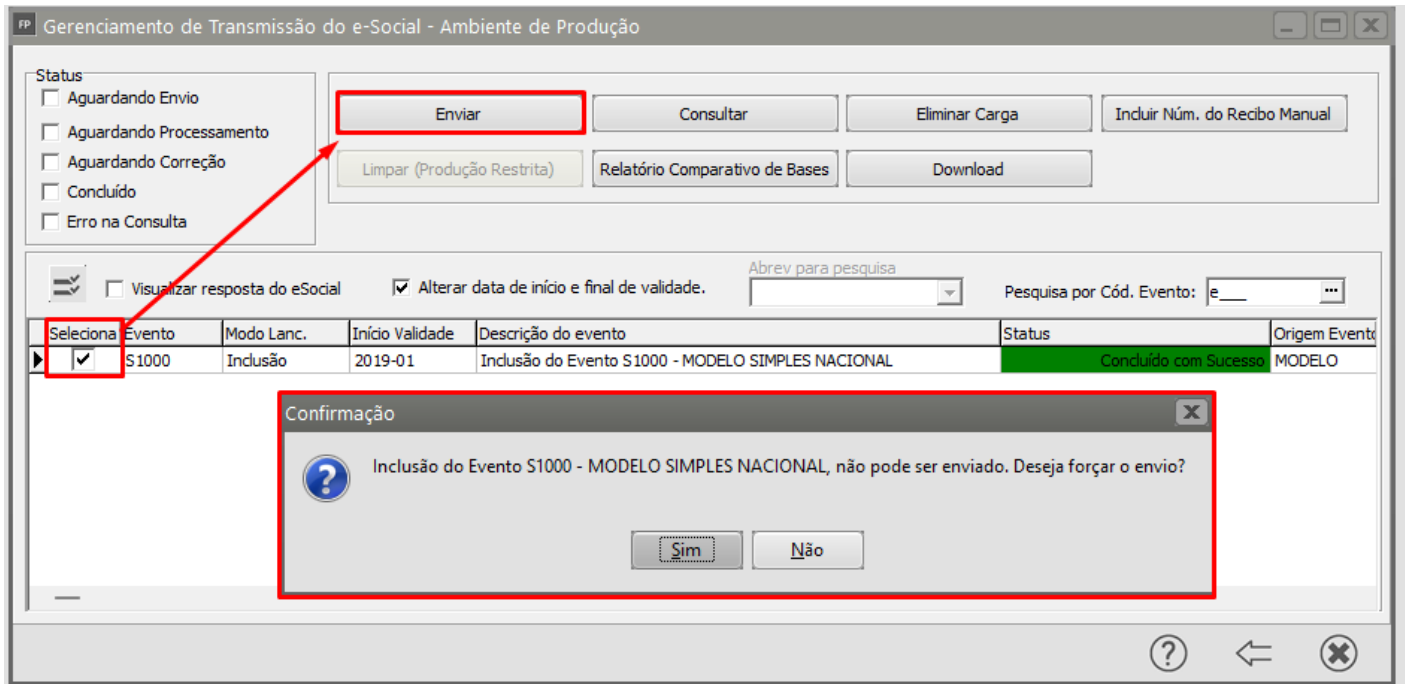 FP Gerenciamento de Transmissão do e-Social - Ambiente de Produção
Status
Aguardando Envio
Aguardando Processamento
Aguardando Correção
Concluído
Erro na Consulta
Enviar
Consultar
Eliminar Carga
Incluir Núm. do Recibo Manual
Limpar (Produção Restrita)
Relatório Comparativo de Bases
Download
Visualizar resposta do eSocial
Alterar data de início e final de validade.
Abrev para pesquisa
Pesquisa por Cód. Evento: e___ ...
Seleciona Evento Modo Lanc. Início Validade Descrição do evento Status Origem Evento
S1000 Inclusão 2019-01 Inclusão do Evento S1000 - MODELO SIMPLES NACIONAL Concluído com Sucesso MODELO
Confirmação
Inclusão do Evento S1000 - MODELO SIMPLES NACIONAL, não pode ser enviado. Deseja forçar o envio?
Sim
Não